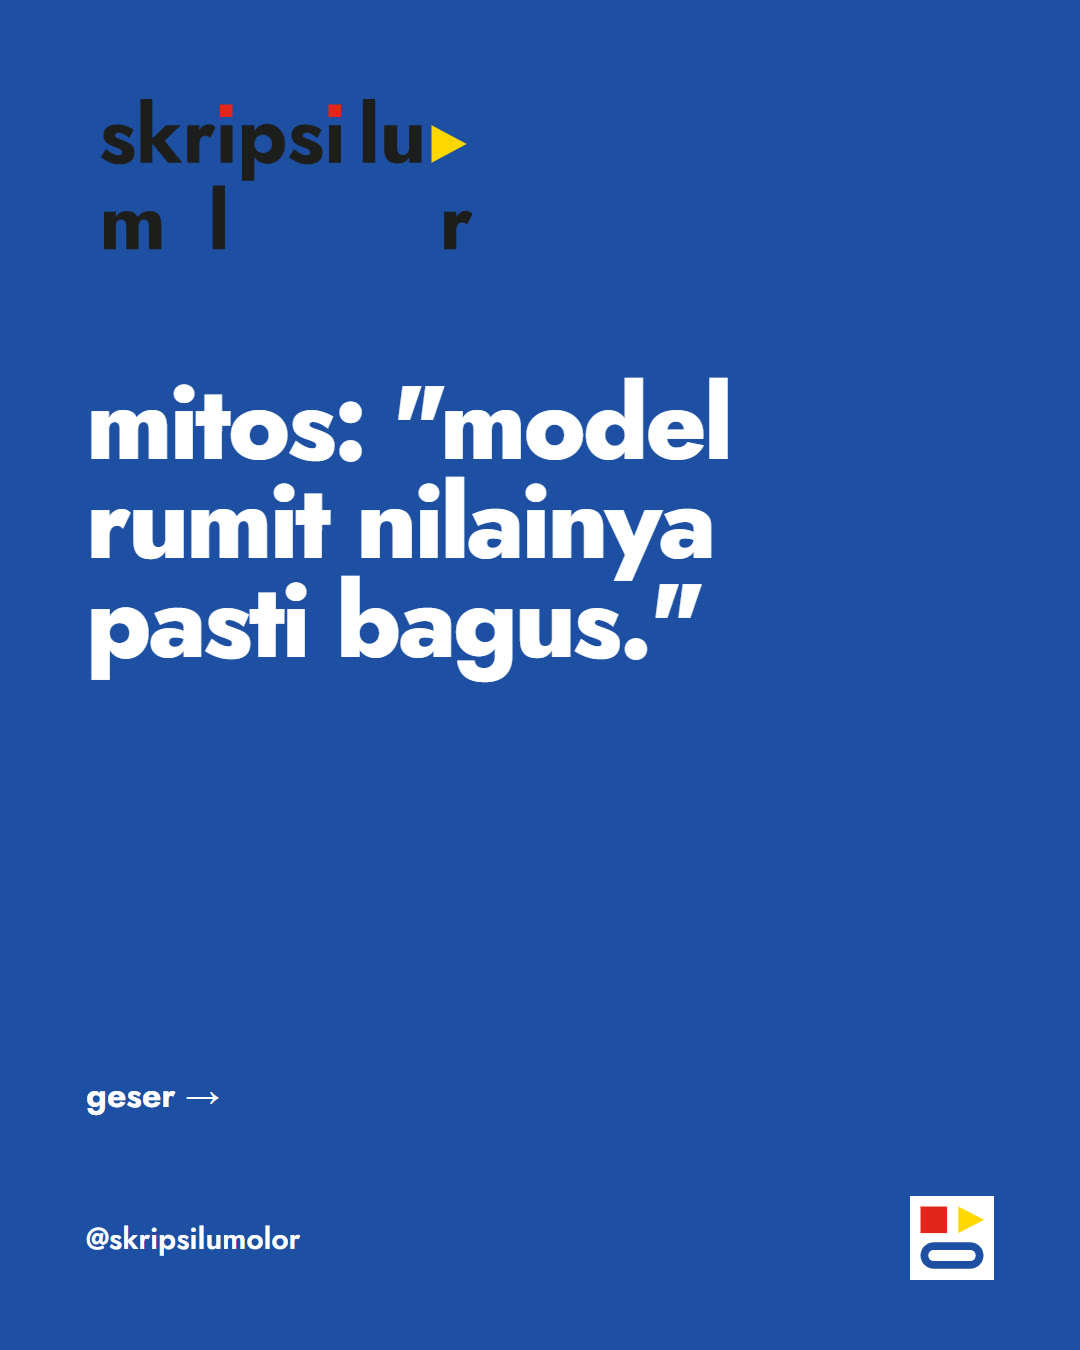 skripsi lu
m l r
mitos: "model
rumit nilainya
pasti bagus."
geser →
@skripsilumolor